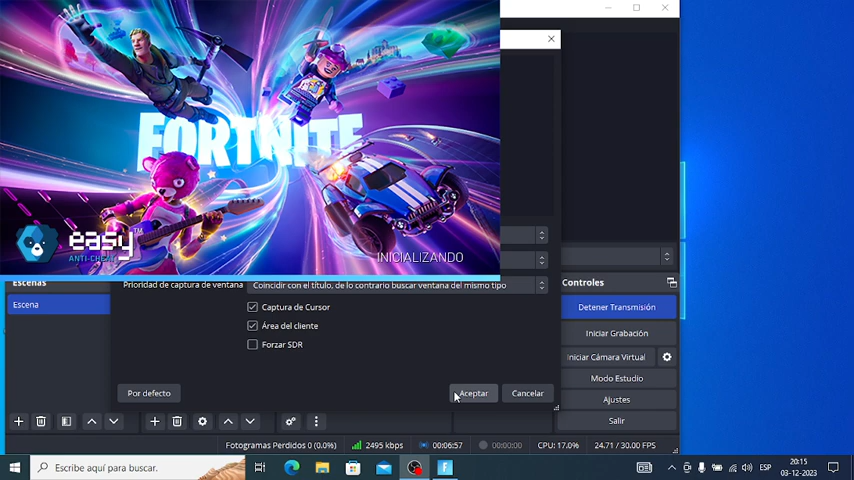 FORTNITE
easy™
ANTI-CHEAT
INICIALIZANDO
Escenas
Escena
Prioridad de captura de ventana
Coincidir con el título, de lo contrario buscar ventana del mismo tipo
Captura de Cursor
Área del cliente
Forzar SDR
Por defecto
Aceptar
Cancelar
Controles
Detener Transmisión
Iniciar Grabación
Iniciar Cámara Virtual
Modo Estudio
Ajustes
Salir
Fotogramas Perdidos 0 (0.0%)
2495 kbps
00:06:57
00:00:00
CPU: 17.0%
24.71 / 30.00 FPS
Escribe aquí para buscar.
ESP
20:15
03-12-2023